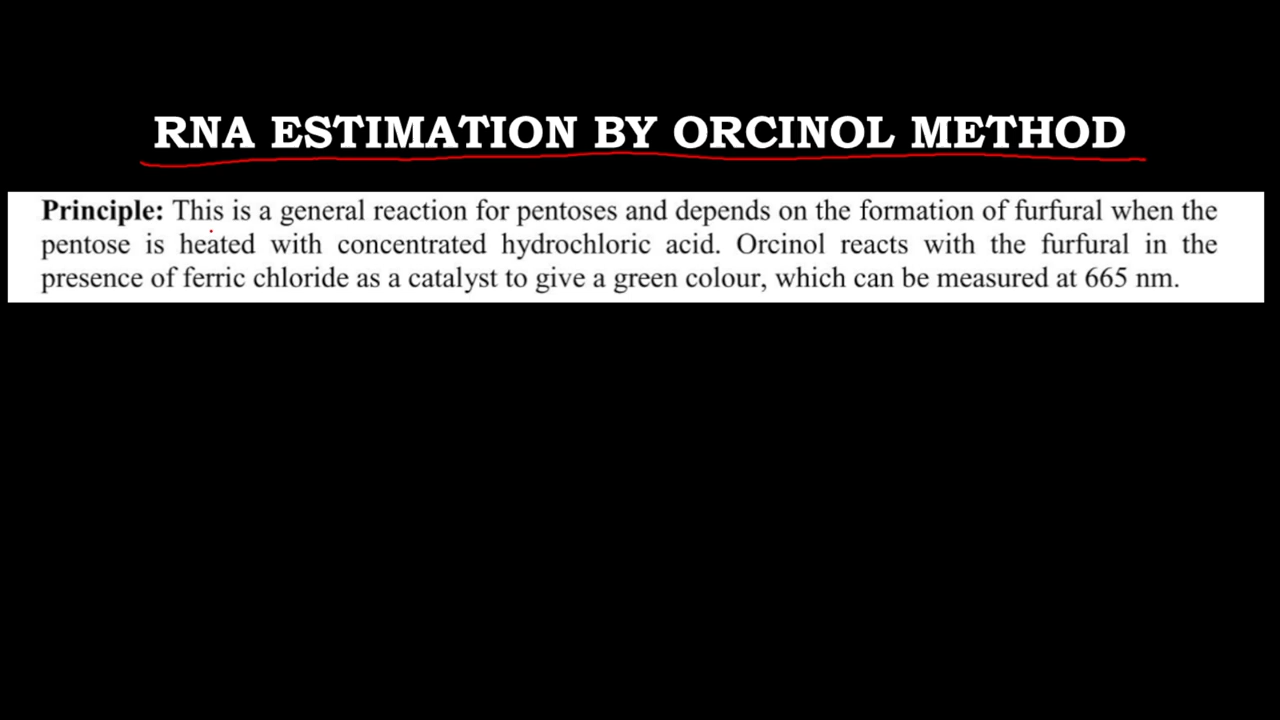 RNA ESTIMATION BY ORCINOL METHOD
Principle: This is a general reaction for pentoses and depends on the formation of furfural when the
pentose is heated with concentrated hydrochloric acid. Orcinol reacts with the furfural in the
presence of ferric chloride as a catalyst to give a green colour, which can be measured at 665 nm.